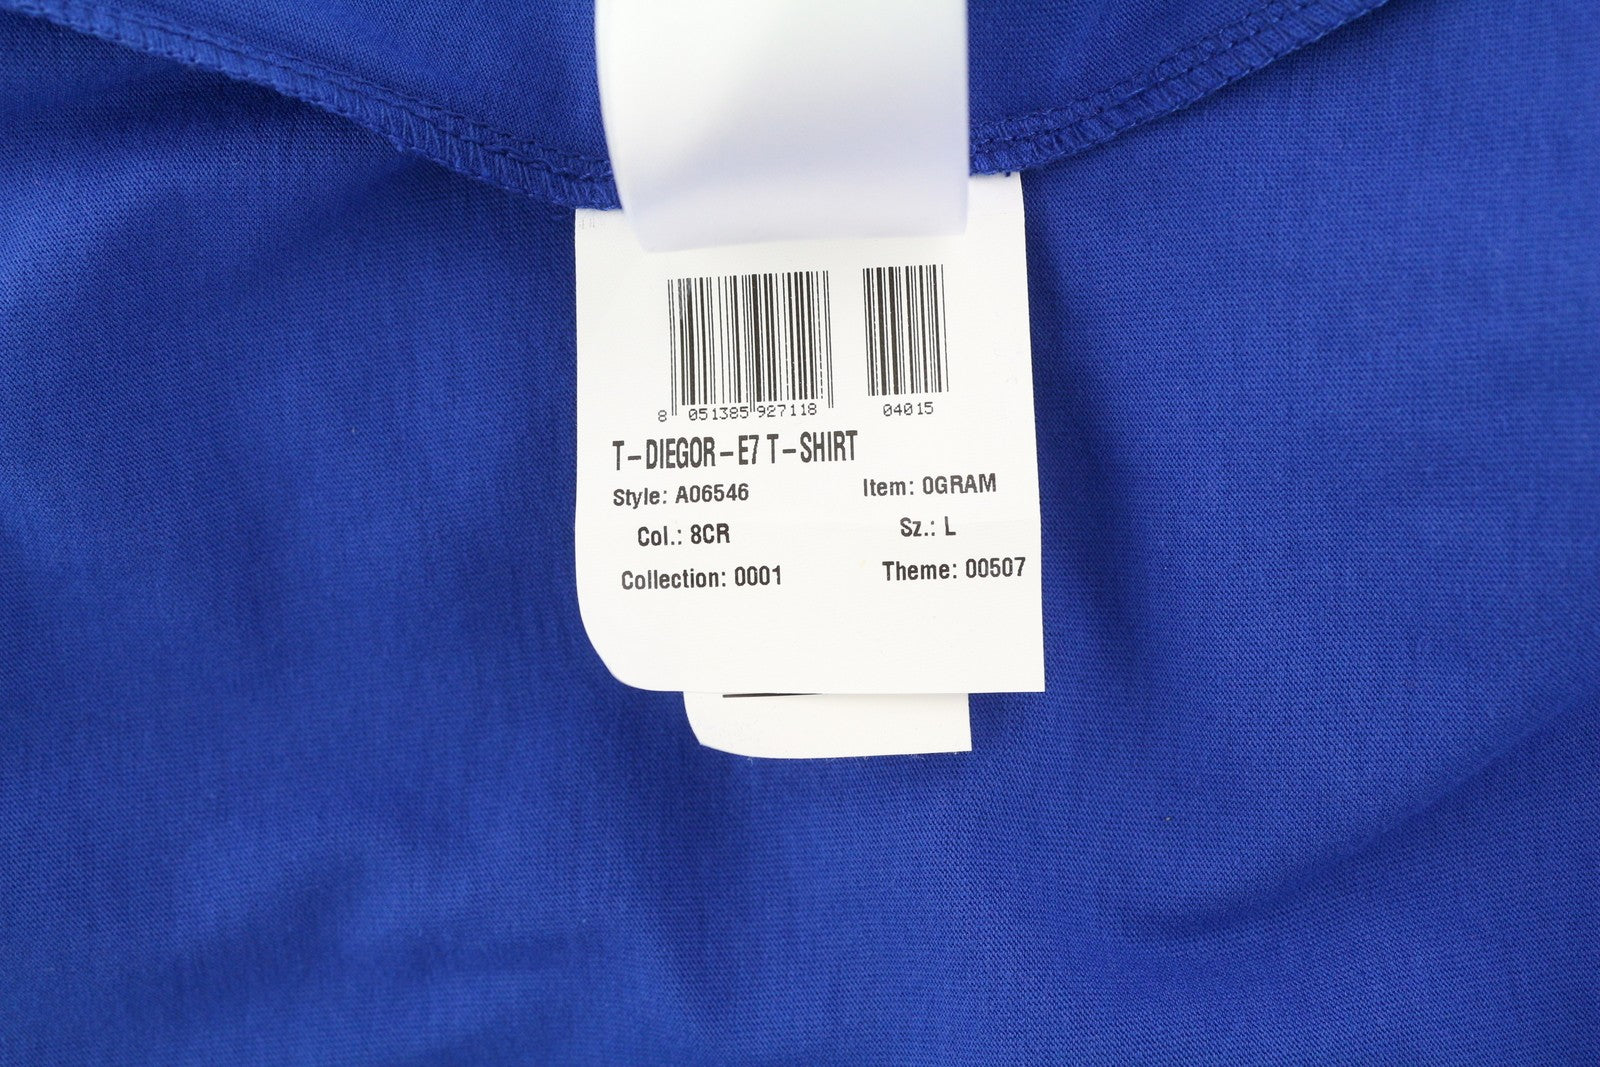 8 051385 927118 04015
T-DIEGOR-E7 T-SHIRT
Style: A06546 Item: 0GRAM
Col.: 8CR Sz.: L
Collection: 0001 Theme: 00507